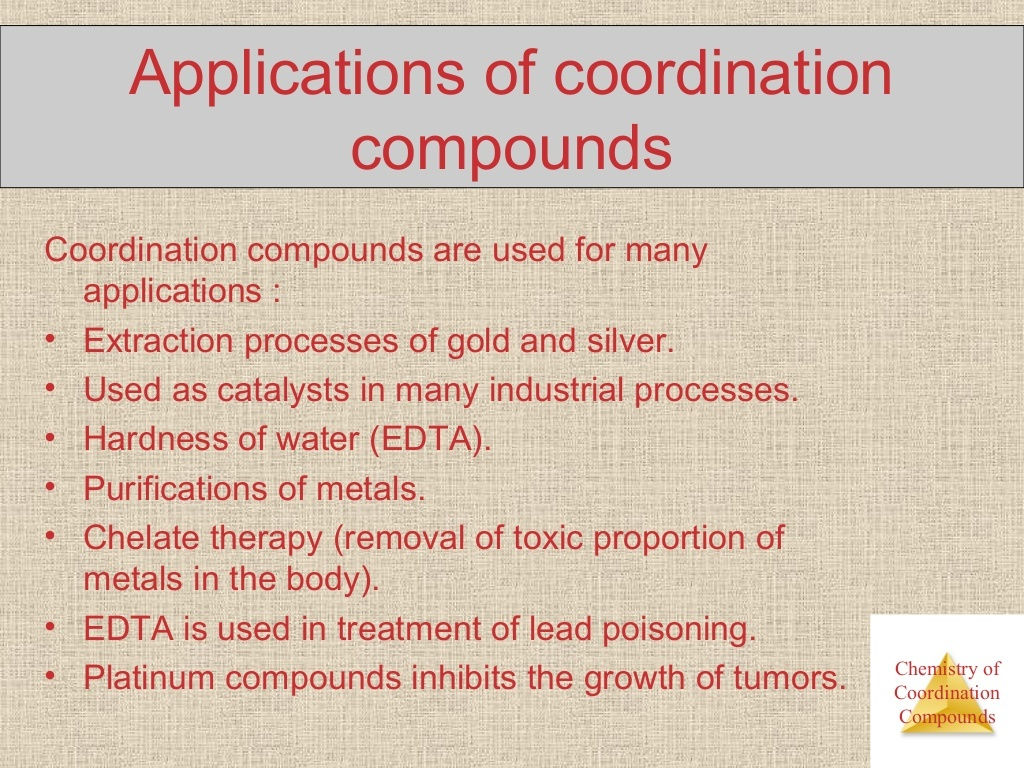 Applications of coordination
compounds
Coordination compounds are used for many
applications :
• Extraction processes of gold and silver.
• Used as catalysts in many industrial processes.
• Hardness of water (EDTA).
• Purifications of metals.
• Chelate therapy (removal of toxic proportion of
metals in the body).
• EDTA is used in treatment of lead poisoning.
• Platinum compounds inhibits the growth of tumors.
Chemistry of
Coordination
Compounds